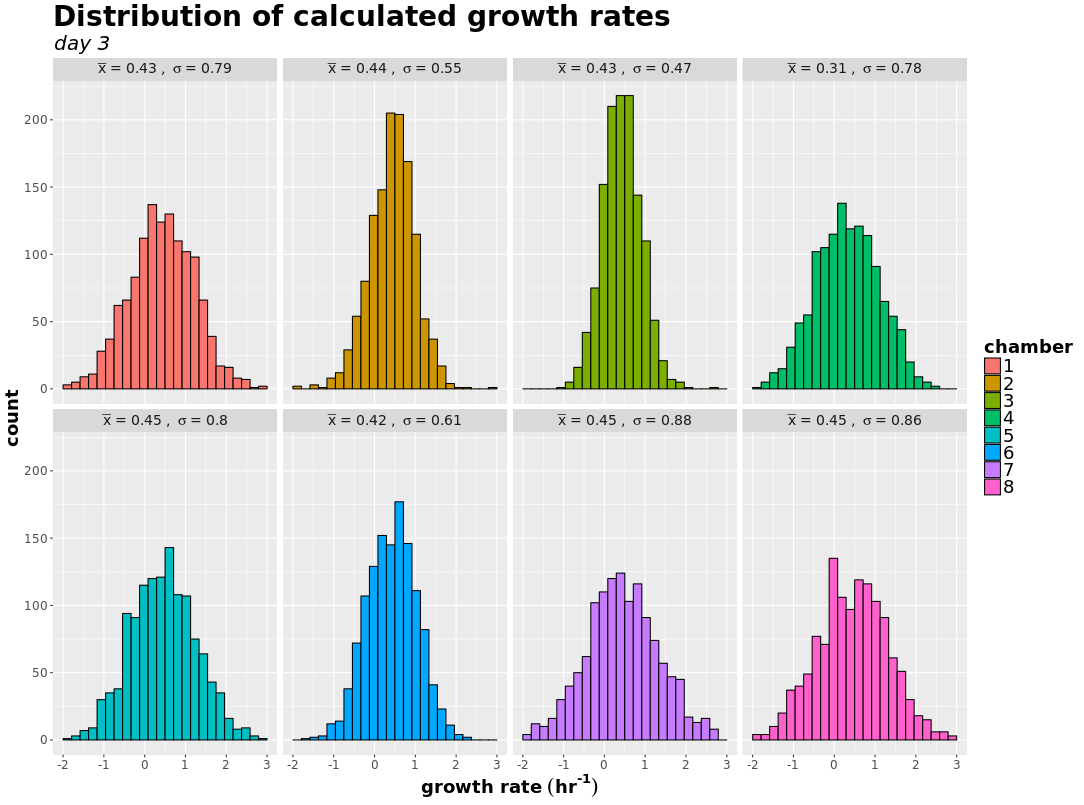 Distribution of calculated growth rates
day 3
x̅ = 0.43 , σ = 0.79
x̅ = 0.44 , σ = 0.55
x̅ = 0.43 , σ = 0.47
x̅ = 0.31 , σ = 0.78
200
150
100
50
0
x̅ = 0.45 , σ = 0.8
x̅ = 0.42 , σ = 0.61
x̅ = 0.45 , σ = 0.88
x̅ = 0.45 , σ = 0.86
200
150
100
50
0
-2 -1 0 1 2 3
-2 -1 0 1 2 3
-2 -1 0 1 2 3
-2 -1 0 1 2 3
count
growth rate (hr⁻¹)
chamber
1
2
3
4
5
6
7
8